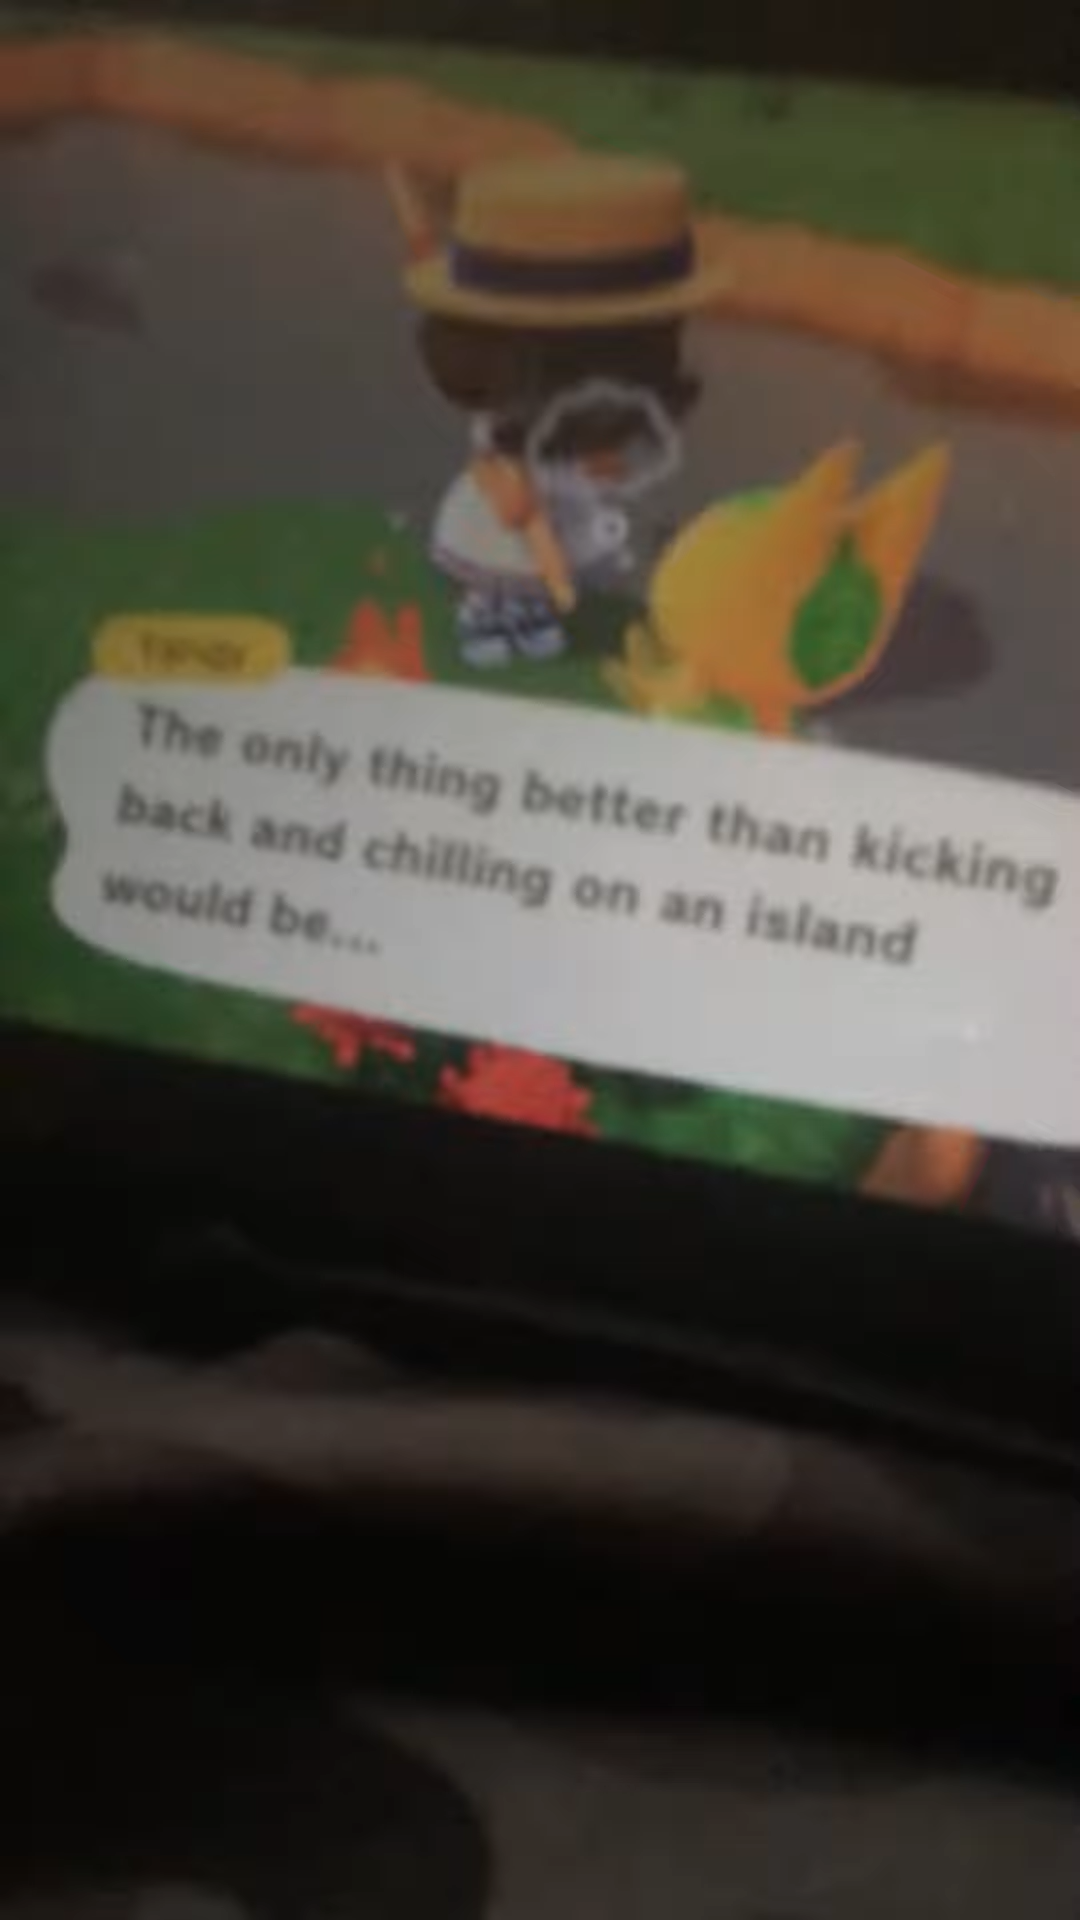 The only thing better than kicking
back and chilling on an island
would be...